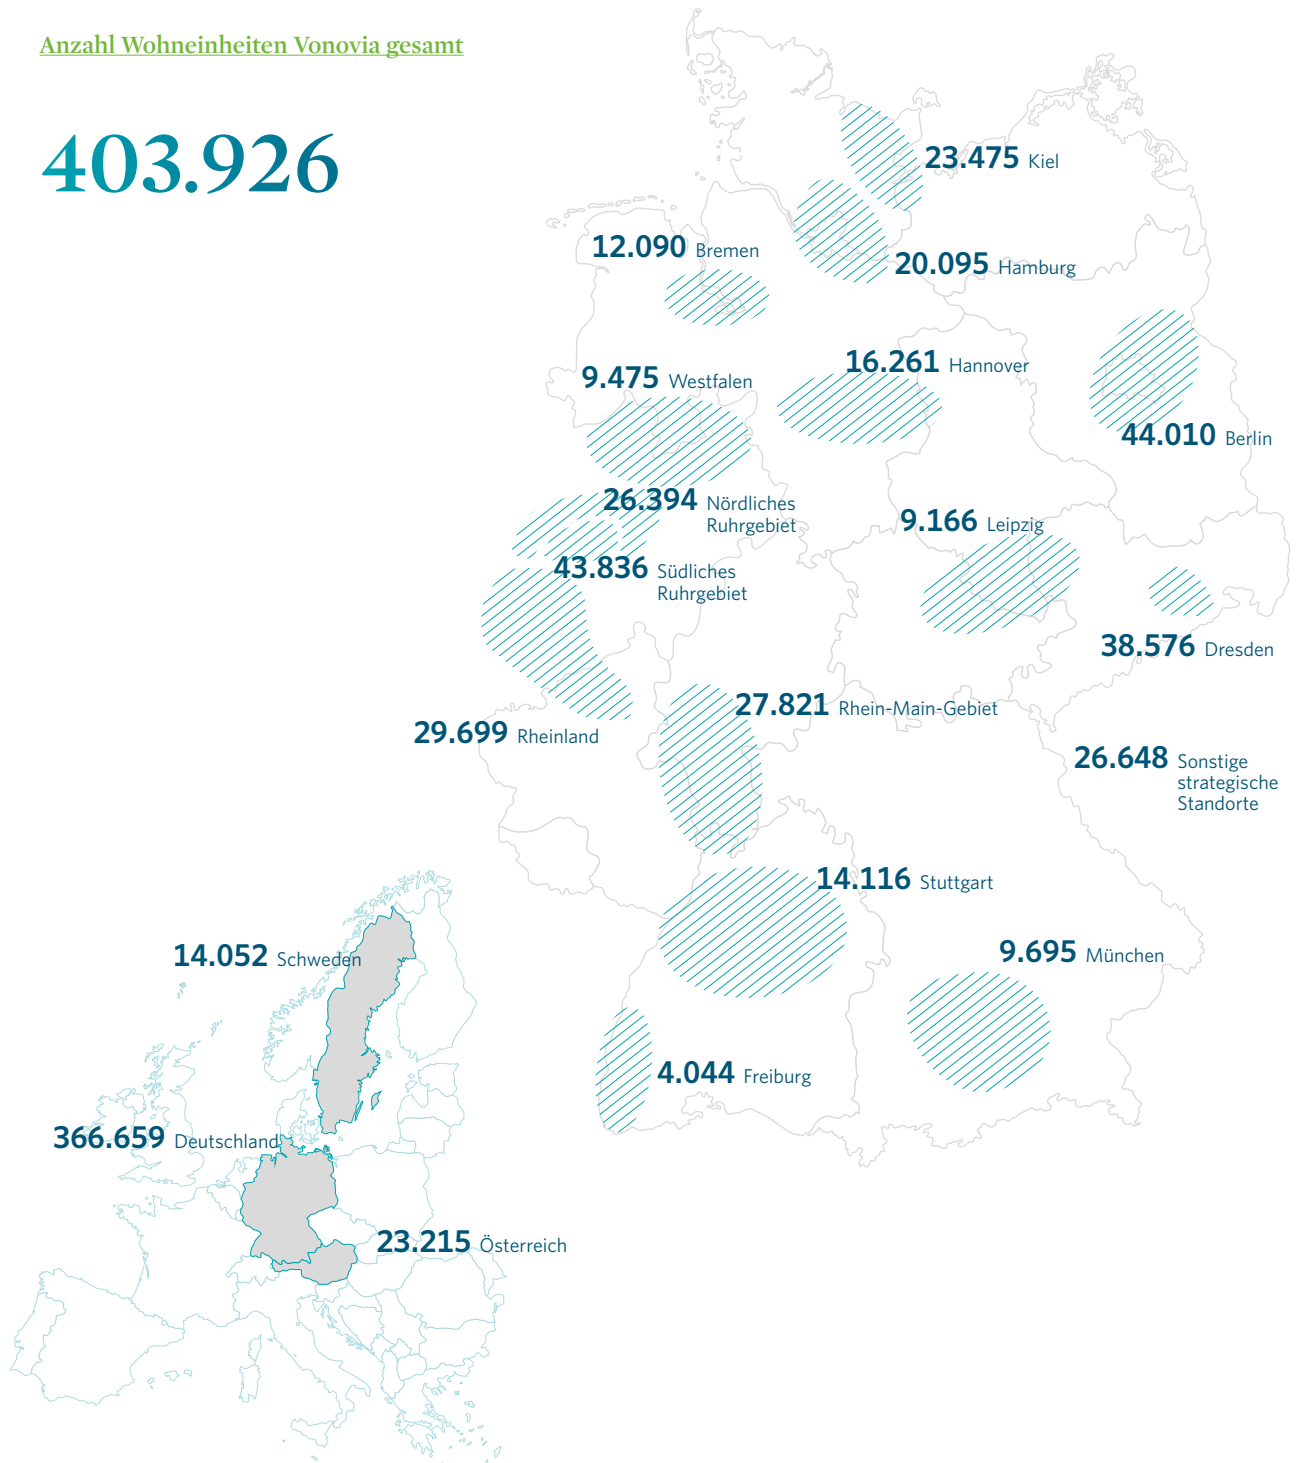 Anzahl Wohneinheiten Vonovia gesamt
403.926
23.475 Kiel
12.090 Bremen
20.095 Hamburg
16.261 Hannover
9.475 Westfalen
44.010 Berlin
26.394 Nördliches
Ruhrgebiet
9.166 Leipzig
43.836 Südliches
Ruhrgebiet
38.576 Dresden
27.821 Rhein-Main-Gebiet
29.699 Rheinland
26.648 Sonstige
strategische
Standorte
14.116 Stuttgart
14.052 Schweden
9.695 München
4.044 Freiburg
366.659 Deutschland
23.215 Österreich